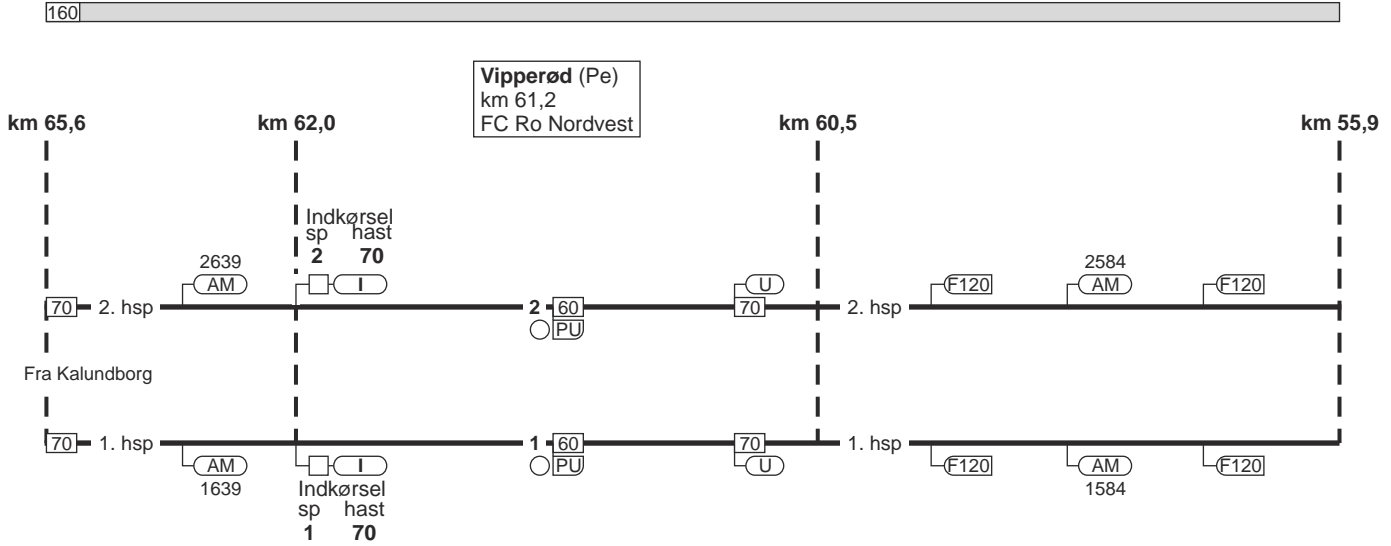 160
Vipperød (Pe)
km 61,2
FC Ro Nordvest
km 65,6
km 62,0
km 60,5
km 55,9
Indkørsel
sp hast
2 70
2639
AM
I
U
F120
2584
AM
F120
70
2. hsp
2
60
70
2. hsp
PU
Fra Kalundborg
70
1. hsp
1
60
70
1. hsp
AM
1639
I
PU
U
F120
AM
1584
F120
Indkørsel
sp hast
1 70